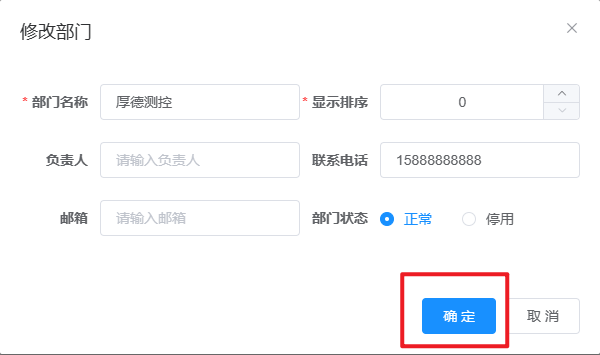 修改部门
* 部门名称 厚德测控 * 显示排序 0
负责人 请输入负责人 联系电话 15888888888
邮箱 请输入邮箱 部门状态 正常 停用
确定 取消